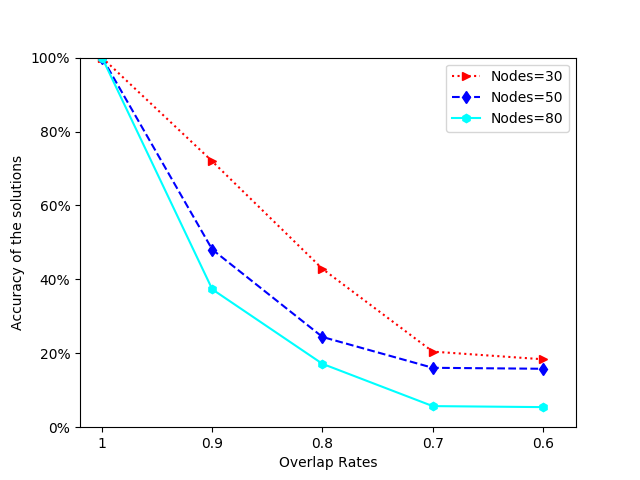 100%
80%
60%
40%
20%
0%
Accuracy of the solutions
Nodes=30
Nodes=50
Nodes=80
1 0.9 0.8 0.7 0.6
Overlap Rates